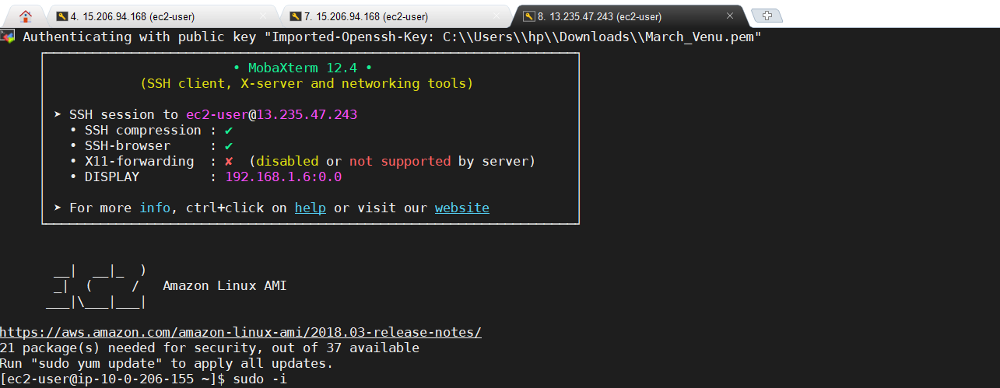 4. 15.206.94.168 (ec2-user) 7. 15.206.94.168 (ec2-user) 8. 13.235.47.243 (ec2-user)
Authenticating with public key "Imported-Openssh-Key: C:\\Users\\hp\\Downloads\\March_Venu.pem"
• MobaXterm 12.4 •
(SSH client, X-server and networking tools)
➤ SSH session to ec2-user@13.235.47.243
• SSH compression : ✔
• SSH-browser     : ✔
• X11-forwarding  : ✘  (disabled or not supported by server)
• DISPLAY         : 192.168.1.6:0.0
➤ For more info, ctrl+click on help or visit our website
__|  __|_  )
_|  (     /   Amazon Linux AMI
___|\___|___|
https://aws.amazon.com/amazon-linux-ami/2018.03-release-notes/
21 package(s) needed for security, out of 37 available
Run "sudo yum update" to apply all updates.
[ec2-user@ip-10-0-206-155 ~]$ sudo -i